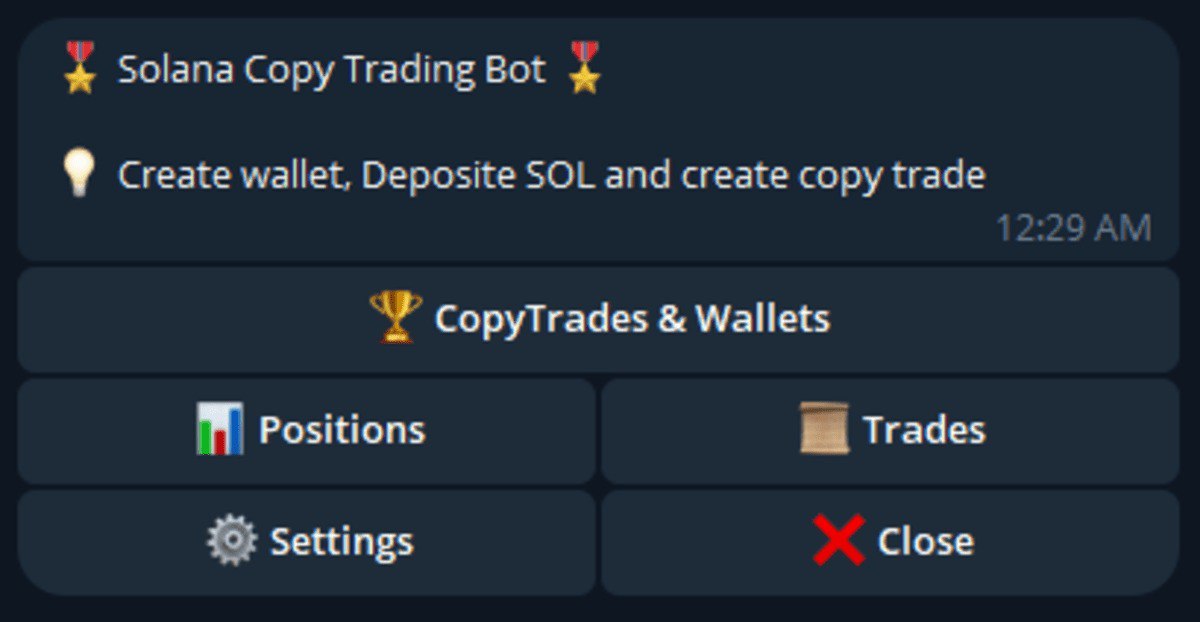 Solana Copy Trading Bot
Create wallet, Deposite SOL and create copy trade
12:29 AM
CopyTrades & Wallets
Positions
Trades
Settings
Close